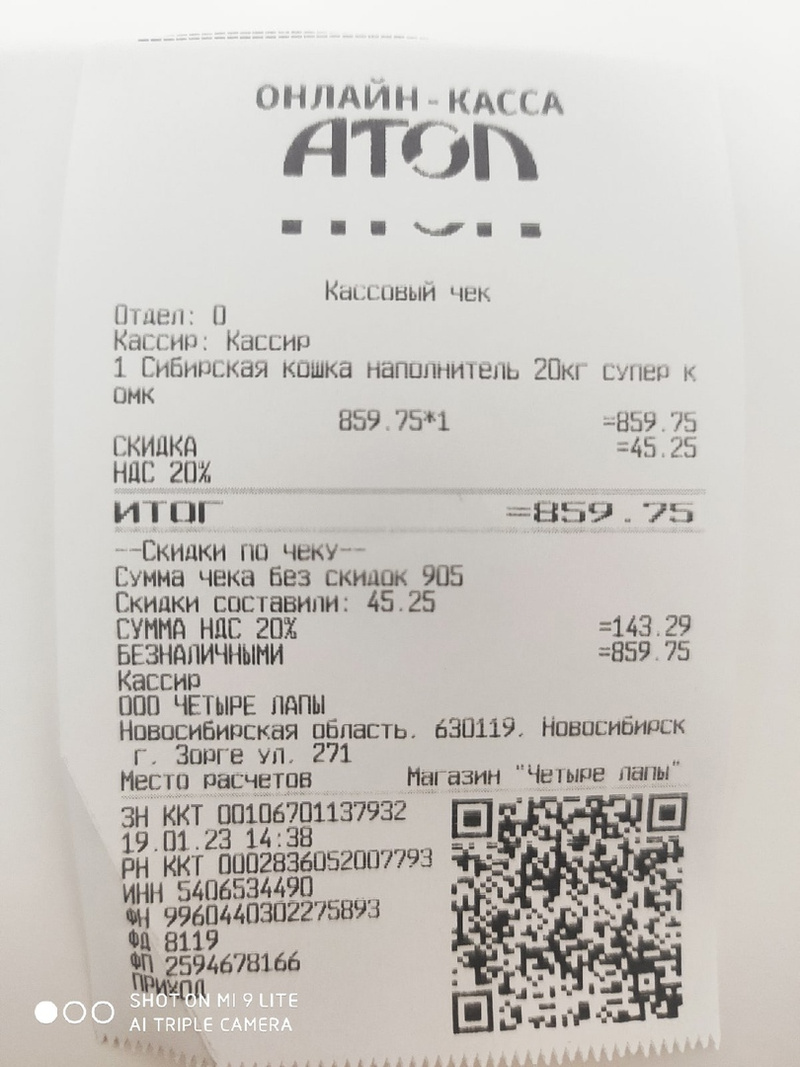 ОНЛАЙН-КАССА
АТОЛ
Кассовый чек
Отдел: 0
Кассир: Кассир
1 Сибирская кошка наполнитель 20кг супер к
омк
859.75*1 =859.75
СКИДКА =45.25
НДС 20%
ИТОГ =859.75
--Скидки по чеку--
Сумма чека без скидок 905
Скидки составили: 45.25
СУММА НДС 20% =143.29
БЕЗНАЛИЧНЫМИ =859.75
Кассир
ООО ЧЕТЫРЕ ЛАПЫ
Новосибирская область, 630119, Новосибирск
г, Зорге ул, 271
Место расчетов Магазин "Четыре лапы"
ЗН ККТ 00106701137932
19.01.23 14:38
РН ККТ 0002836052007793
ИНН 5406534490
ФН 9960440302275893
ФД 8119
ФП 2594678166
ПРИХОД
SHOT ON MI 9 LITE
AI TRIPLE CAMERA